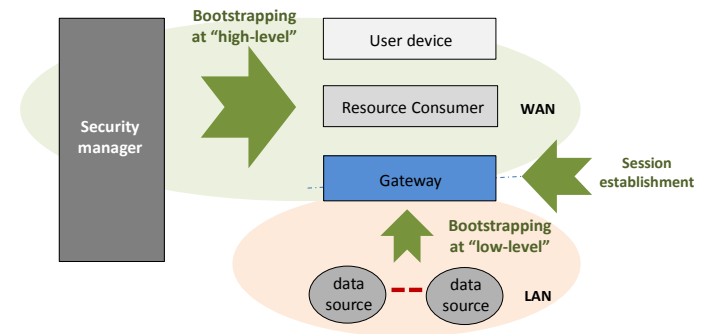 Bootstrapping
at “high-level”
User device
Resource Consumer
WAN
Security
manager
Gateway
Session
establishment
Bootstrapping
at “low-level”
data
source
data
source
LAN